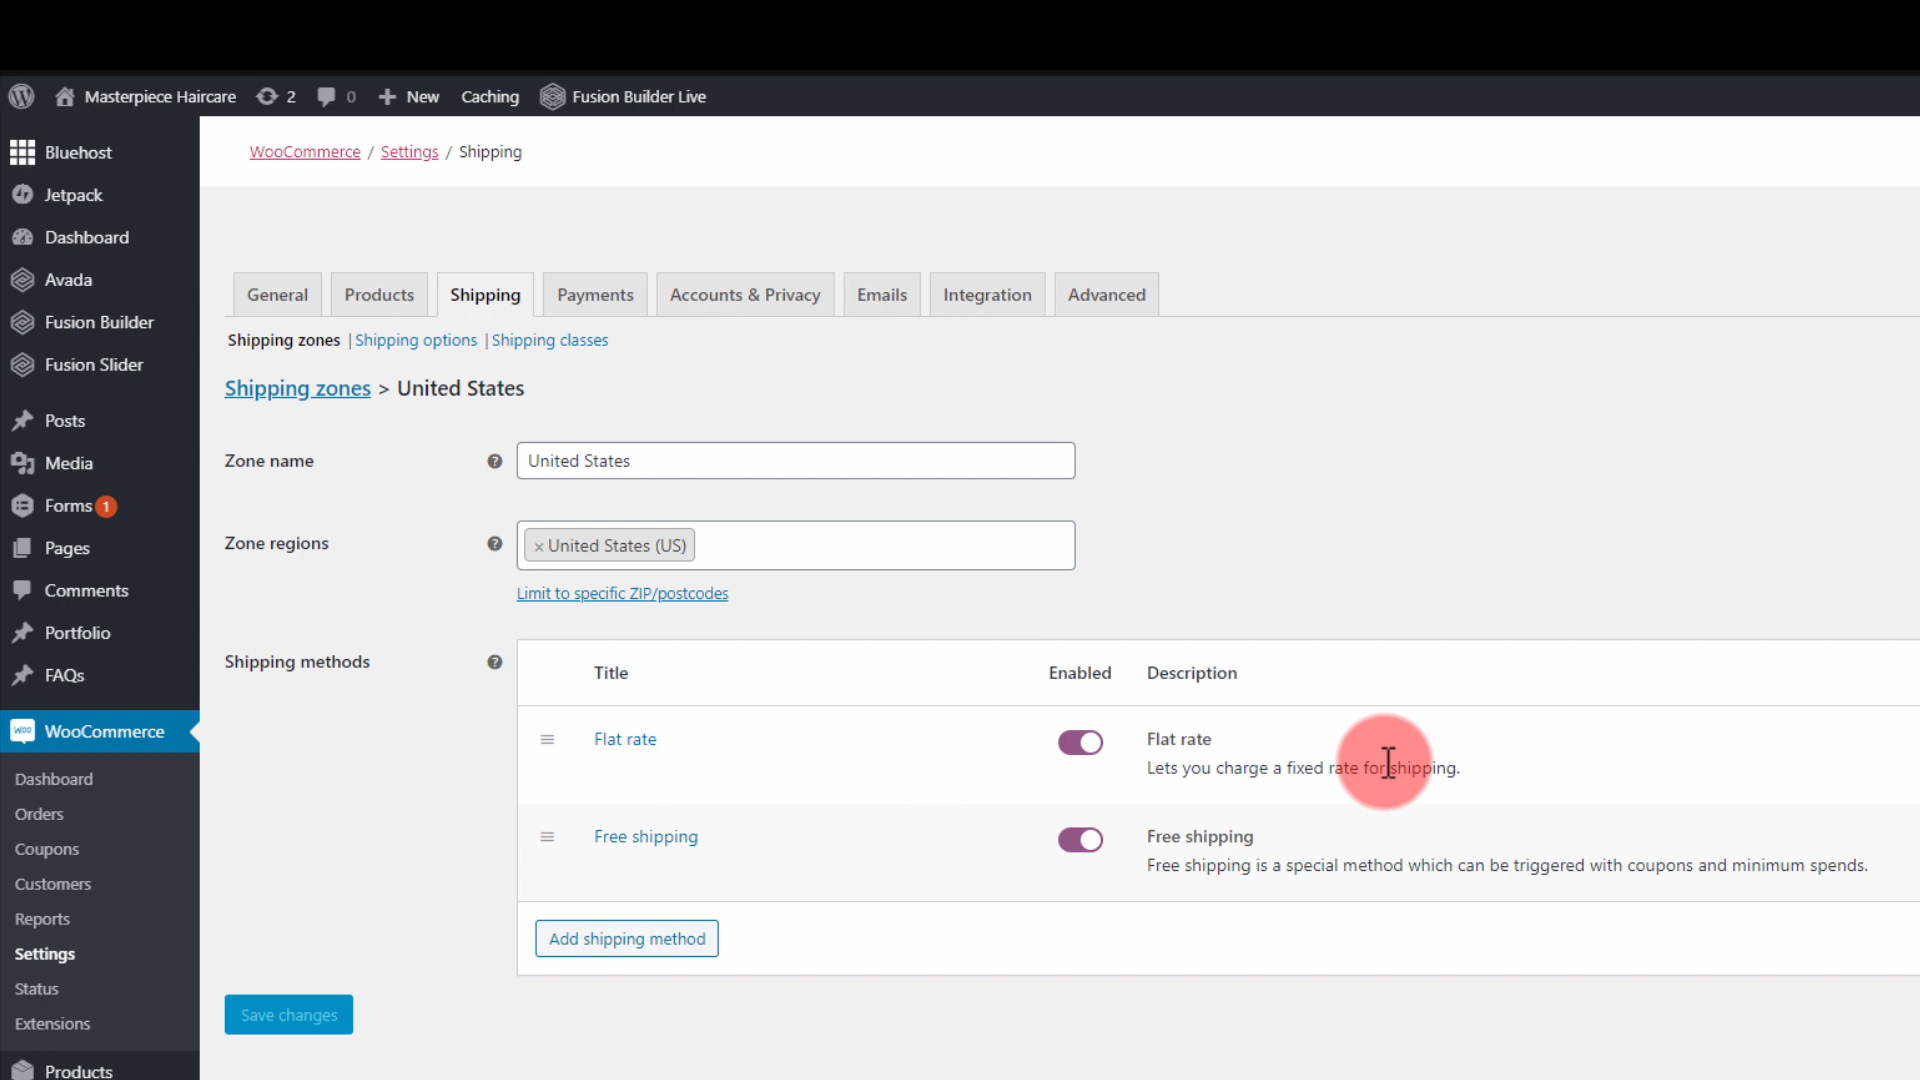 Masterpiece Haircare 2 0 New Caching Fusion Builder Live
Bluehost
Jetpack
Dashboard
Avada
Fusion Builder
Fusion Slider
Posts
Media
Forms 1
Pages
Comments
Portfolio
FAQs
WooCommerce
Dashboard
Orders
Coupons
Customers
Reports
Settings
Status
Extensions
Products
WooCommerce / Settings / Shipping
General Products Shipping Payments Accounts & Privacy Emails Integration Advanced
Shipping zones | Shipping options | Shipping classes
Shipping zones > United States
Zone name ? United States
Zone regions ? × United States (US)
Limit to specific ZIP/postcodes
Shipping methods ? Title Enabled Description
Flat rate Flat rate
Lets you charge a fixed rate for shipping.
Free shipping Free shipping
Free shipping is a special method which can be triggered with coupons and minimum spends.
Add shipping method
Save changes